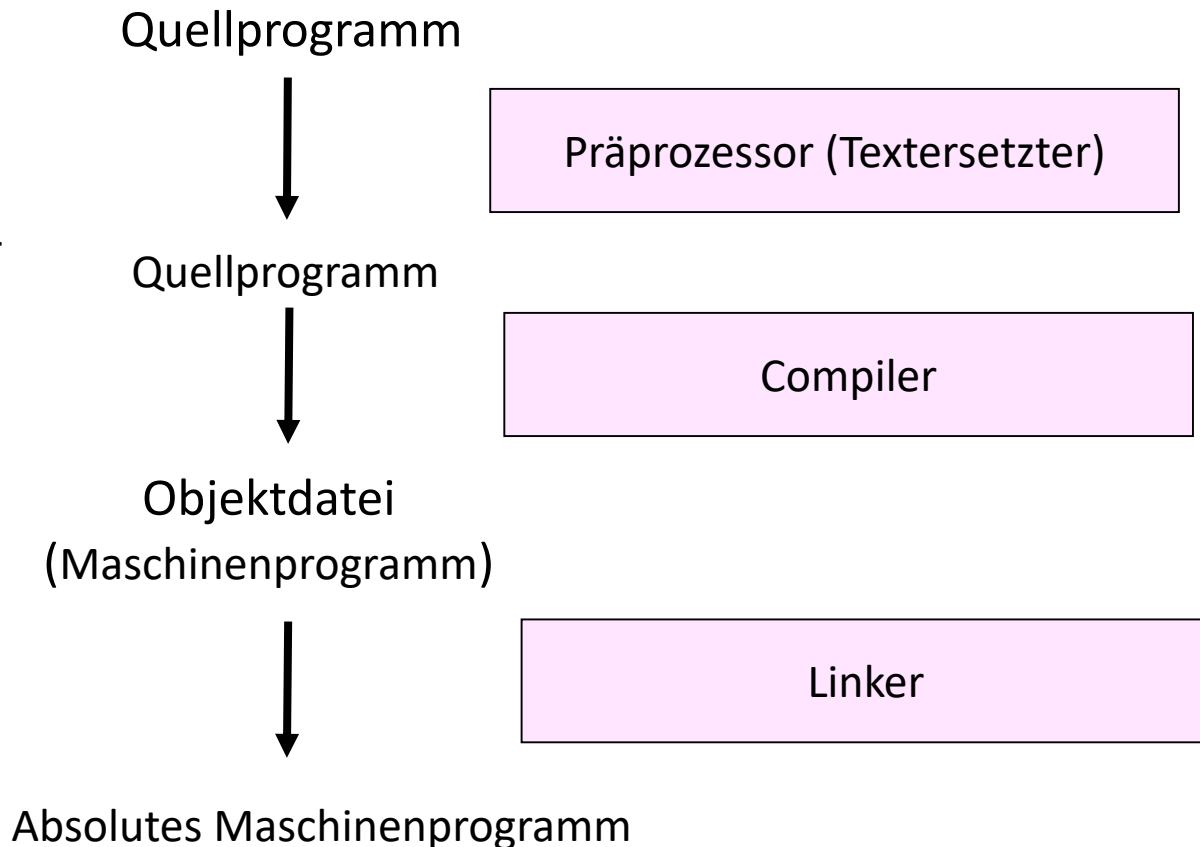 Quellprogramm
Präprozessor (Textersetzter)
Quellprogramm
Compiler
Objektdatei
(Maschinenprogramm)
Linker
Absolutes Maschinenprogramm